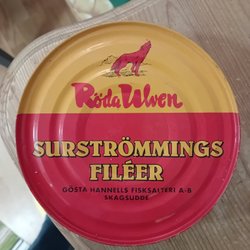 Röda Ulven
SURSTRÖMMINGS
FILÉER
GÖSTA HANNELLS FISKSALTERI A-B
SKAGSUDDE